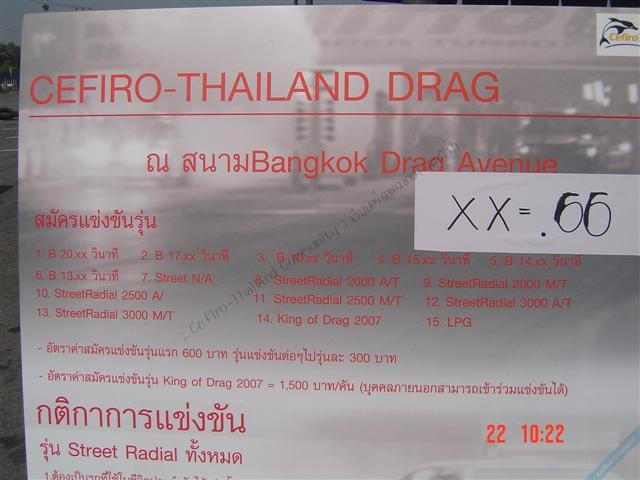 Cefiro
CEFIRO-THAILAND DRAG
ณ สนามBangkok Drag Avenue
XX=.66
สมัครแข่งขันรุ่น
1. B 20.xx วินาที 2. B 17.xx วินาที 3. B 16.xx วินาที 4. B 15.xx วินาที 5. B 14.xx วินาที
6. B 13.xx วินาที 7. Street N/A 8. StreetRadial 2000 A/T 9. StreetRadial 2000 M/T
10. StreetRadial 2500 A/ 11. StreetRadial 2500 M/T 12. StreetRadial 3000 A/T
13. StreetRadial 3000 M/T 14. King of Drag 2007 15. LPG
- อัตราค่าสมัครแข่งขันรุ่นแรก 600 บาท รุ่นแข่งขันต่อๆไปรุ่นละ 300 บาท
- อัตราค่าสมัครแข่งขันรุ่น King of Drag 2007 = 1,500 บาท/คัน (บุคคลภายนอกสามารถเข้าร่วมแข่งขันได้)
กติกาการแข่งขัน
รุ่น Street Radial ทั้งหมด
22 10:22
:: Cefiro-Thailand Community ::